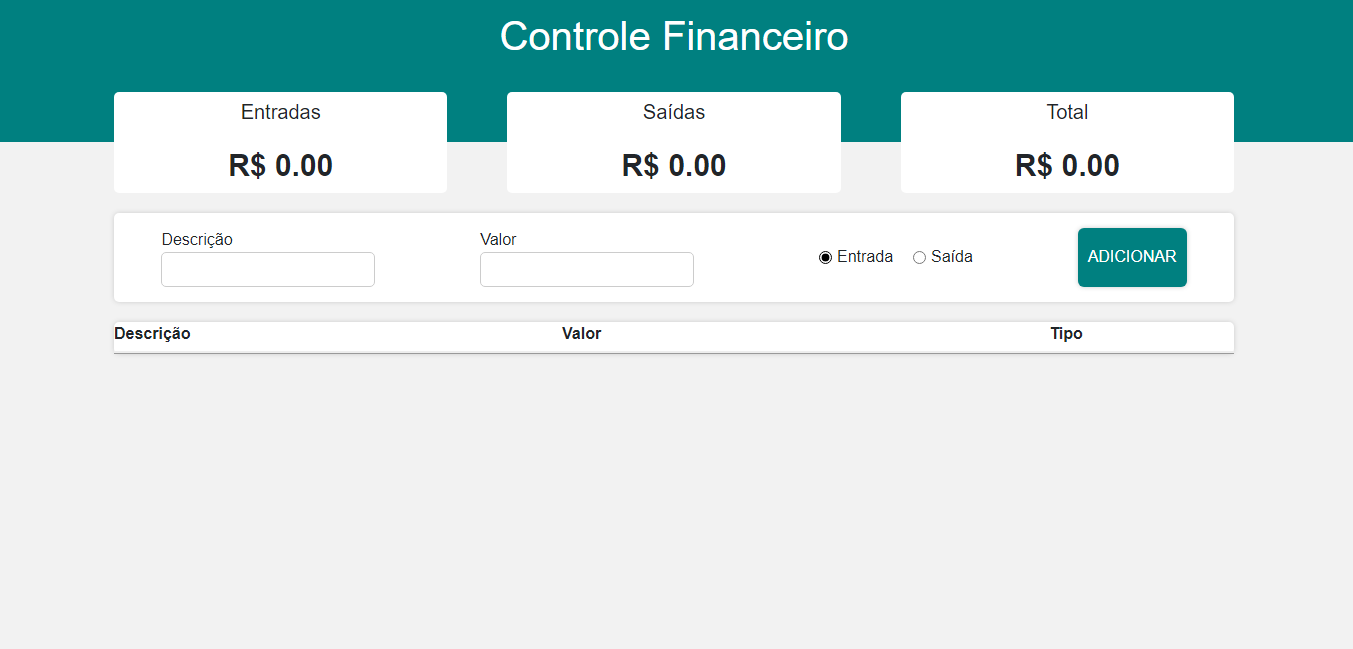 Controle Financeiro
Entradas
R$ 0.00
Saídas
R$ 0.00
Total
R$ 0.00
Descrição
Valor
Entrada
Saída
ADICIONAR
Descrição Valor Tipo